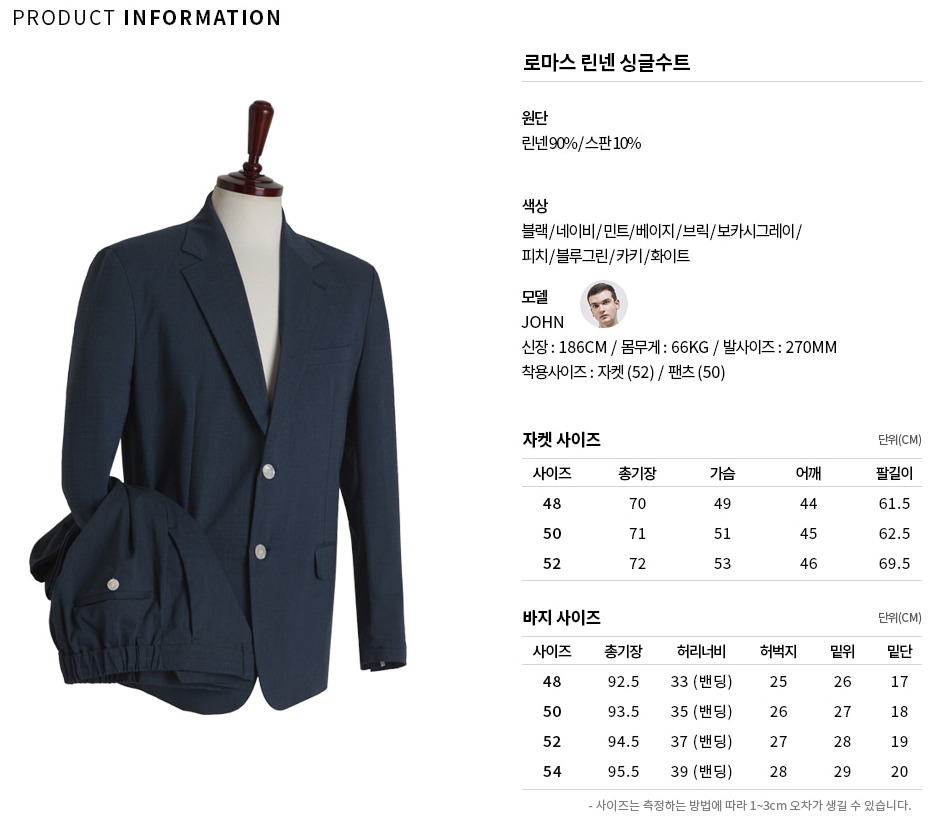 PRODUCT INFORMATION
로마스 린넨 싱글수트
원단
린넨90%/스판10%
색상
블랙/네이비/민트/베이지/브릭/보카시그레이/
피치/블루그린/카키/화이트
모델
JOHN
신장 : 186CM / 몸무게 : 66KG / 발사이즈 : 270MM
착용사이즈 : 자켓 (52) / 팬츠 (50)
자켓 사이즈 단위(CM)
사이즈 총기장 가슴 어깨 팔길이
48 70 49 44 61.5
50 71 51 45 62.5
52 72 53 46 69.5
바지 사이즈 단위(CM)
사이즈 총기장 허리너비 허벅지 밑위 밑단
48 92.5 33 (밴딩) 25 26 17
50 93.5 35 (밴딩) 26 27 18
52 94.5 37 (밴딩) 27 28 19
54 95.5 39 (밴딩) 28 29 20
- 사이즈는 측정하는 방법에 따라 1~3cm 오차가 생길 수 있습니다.